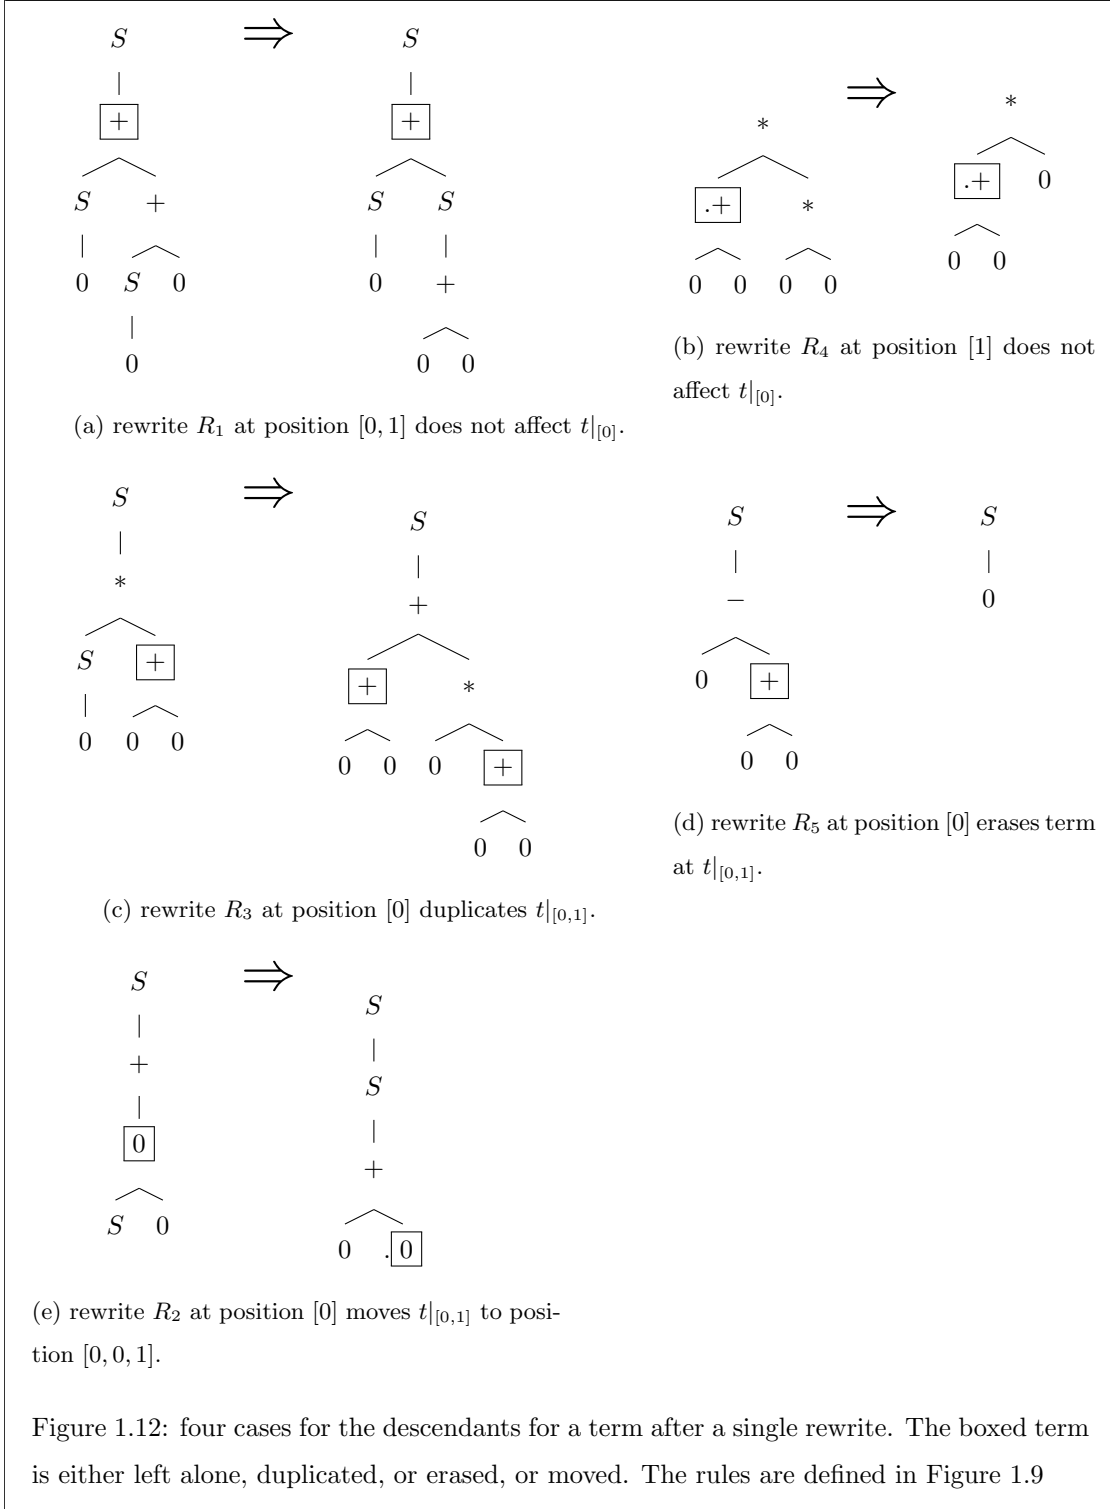 S ⇒ S
+ +
S + S S
0 S 0 0 +
0 0 0
(a) rewrite R₁ at position [0, 1] does not affect t|[0].
* ⇒ *
.+ * .+ 0
0 0 0 0 0 0
(b) rewrite R₄ at position [1] does not
affect t|[0].
S ⇒ S
* +
S + + *
0 0 0 0 0 0 +
0 0
(c) rewrite R₃ at position [0] duplicates t|[0,1].
S ⇒ S
− 0
0 +
0 0
(d) rewrite R₅ at position [0] erases term
at t|[0,1].
S ⇒ S
+ S
0 +
S 0 0 .0
(e) rewrite R₂ at position [0] moves t|[0,1] to posi-
tion [0, 0, 1].
Figure 1.12: four cases for the descendants for a term after a single rewrite. The boxed term
is either left alone, duplicated, or erased, or moved. The rules are defined in Figure 1.9